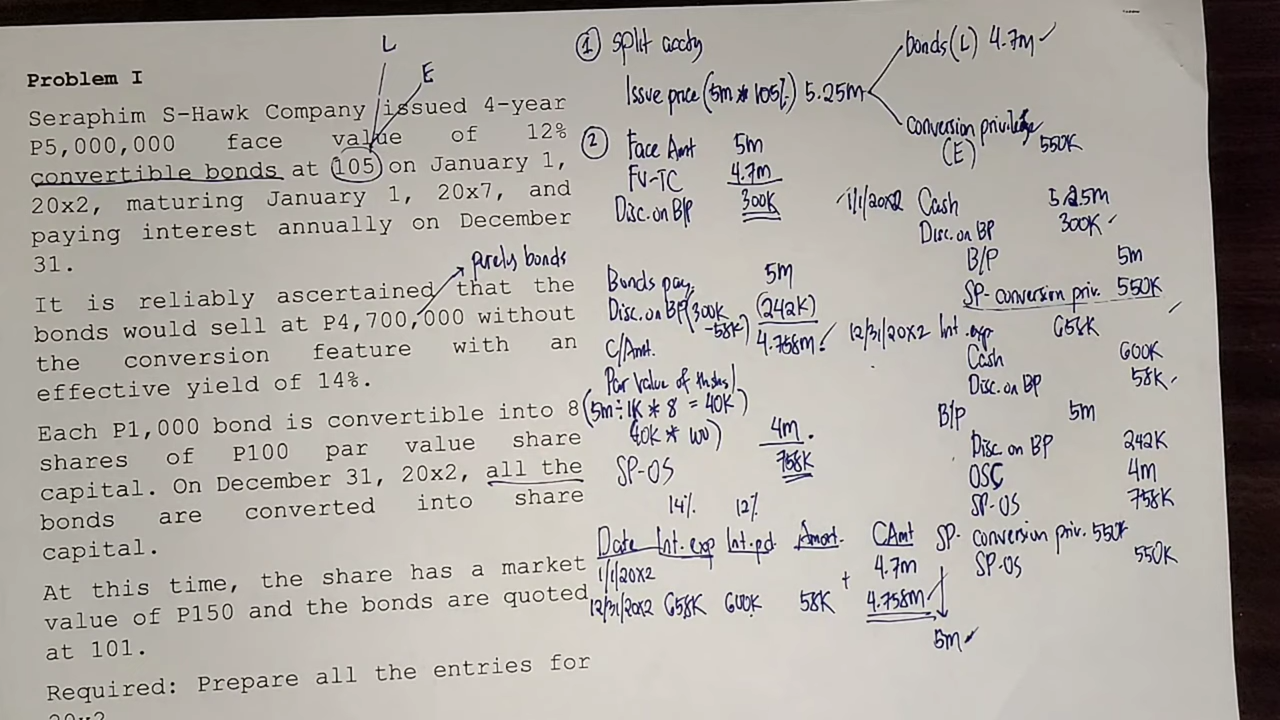 L
E
Problem I
Seraphim S-Hawk Company issued 4-year
P5,000,000 face value of 12%
convertible bonds at 105 on January 1,
20x2, maturing January 1, 20x7, and
paying interest annually on December
31.
purely bonds
It is reliably ascertained that the
bonds would sell at P4,700,000 without
the conversion feature with an
effective yield of 14%.
Each P1,000 bond is convertible into 8
shares of P100 par value share
capital. On December 31, 20x2, all the
bonds are converted into share
capital.
At this time, the share has a market
value of P150 and the bonds are quoted
at 101.
Required: Prepare all the entries for
20x2
① split acctg
Issue price (5m * 105%) 5.25m
bonds (L) 4.7m ✓
conversion privilege 550K
(E)
② Face Amt 5m
FV-TC 4.7m
Disc. on B/P 300K
Bonds pay. 5m
Disc. on BP (300K -58K) (242K)
C/Amt. 4.758m
Par value of
(5m ÷ 1K * 8 = 40K)
40K * 100) 4m
SP-OS 758K
14% 12%
Date Int. exp Int. pd. Amort. CAmt
1/1/20x2 4.7m
12/31/20x2 658K 600K 58K + 4.758m
5m ✓
1/1/20x2 Cash 5.25m
Disc. on BP 300K ✓
B/P 5m
SP- conversion priv. 550K
12/31/20x2 Int. exp 658K
Cash 600K
Disc. on BP 58K
B/P 5m
Disc. on BP 242K
OSC 4m
SP-OS 758K
SP- conversion priv. 550K
SP-OS 550K